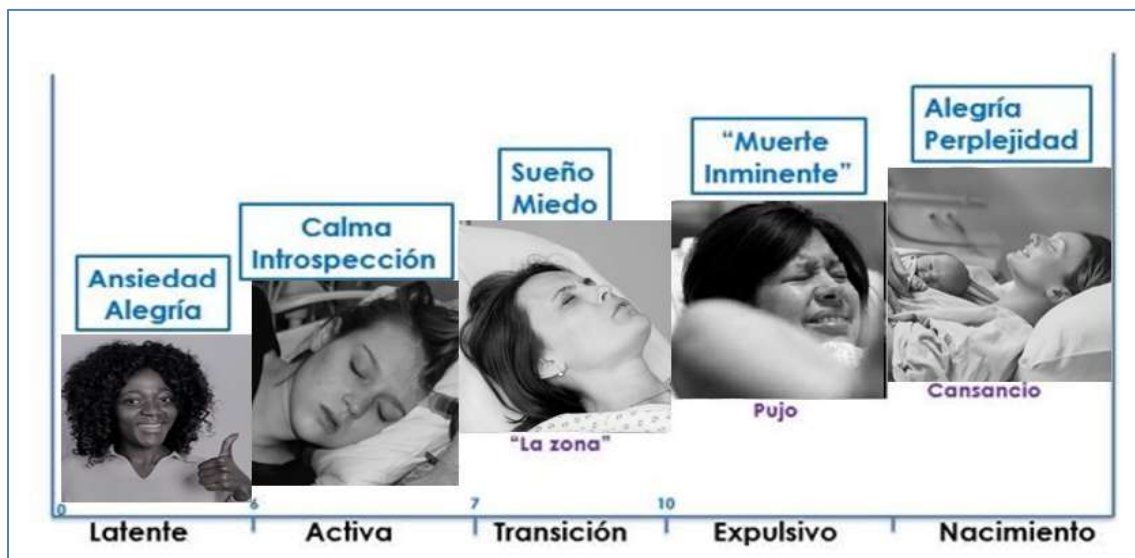 Ansiedad
Alegría
Calma
Introspección
Sueño
Miedo
"La zona"
“Muerte
Inminente”
Pujo
Alegría
Perplejidad
Cansancio
0
6
7
10
Latente
Activa
Transición
Expulsivo
Nacimiento